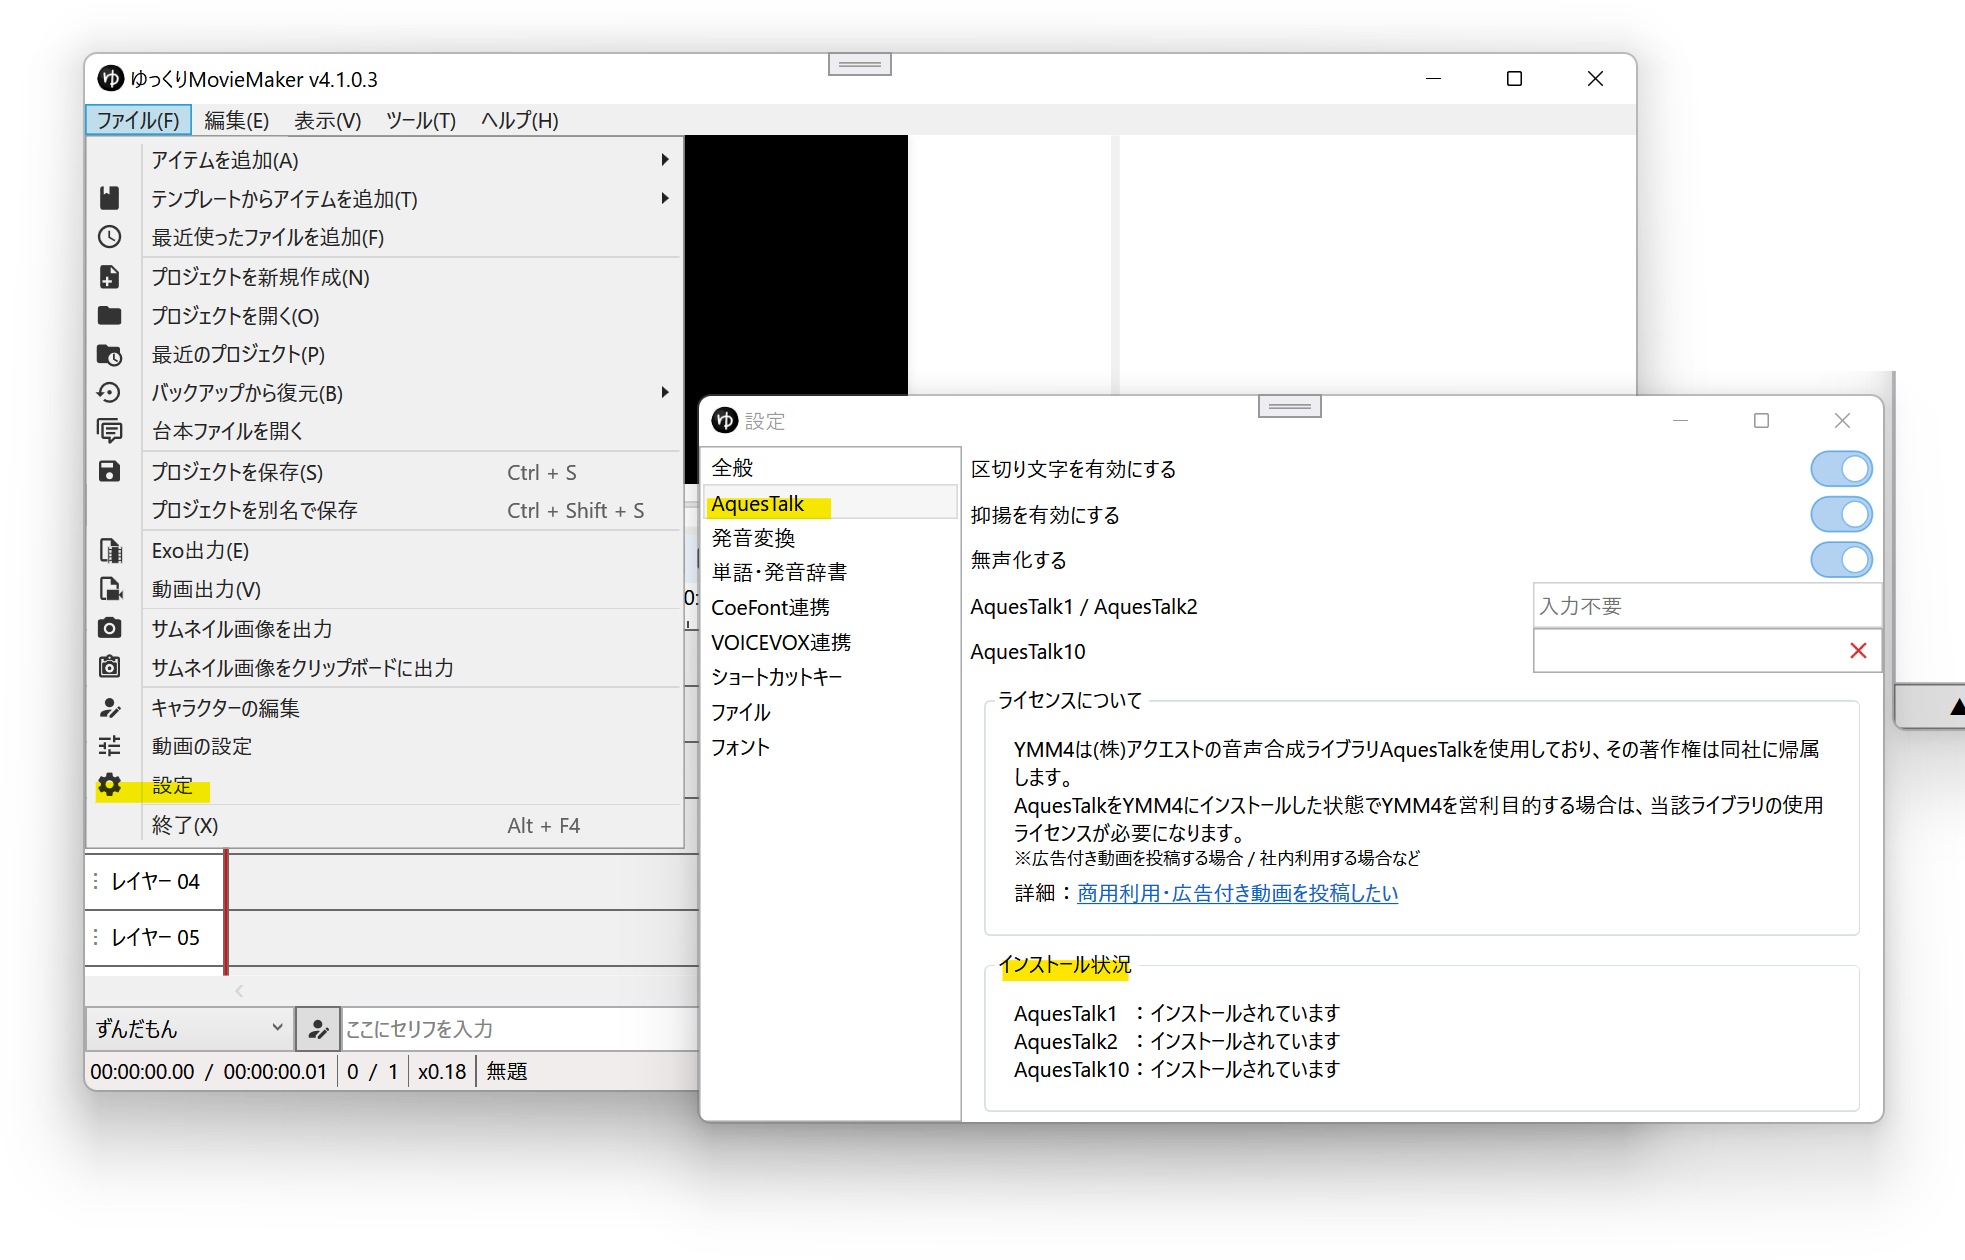 ゆ ゆっくりMovieMaker v4.1.0.3
ファイル(F) 編集(E) 表示(V) ツール(T) ヘルプ(H)
アイテムを追加(A)
テンプレートからアイテムを追加(T)
最近使ったファイルを追加(F)
プロジェクトを新規作成(N)
プロジェクトを開く(O)
最近のプロジェクト(P)
バックアップから復元(B)
台本ファイルを開く
プロジェクトを保存(S) Ctrl + S
プロジェクトを別名で保存 Ctrl + Shift + S
Exo出力(E)
動画出力(V)
サムネイル画像を出力
サムネイル画像をクリップボードに出力
キャラクターの編集
動画の設定
設定
終了(X) Alt + F4
レイヤー 04
レイヤー 05
ずんだもん ここにセリフを入力
00:00:00.00 / 00:00:00.01 0 / 1 x0.18 無題
0:
ゆ 設定
全般
AquesTalk
発音変換
単語・発音辞書
CoeFont連携
VOICEVOX連携
ショートカットキー
ファイル
フォント
区切り文字を有効にする
抑揚を有効にする
無声化する
AquesTalk1 / AquesTalk2 入力不要
AquesTalk10
ライセンスについて
YMM4は(株)アクエストの音声合成ライブラリAquesTalkを使用しており、その著作権は同社に帰属
します。
AquesTalkをYMM4にインストールした状態でYMM4を営利目的する場合は、当該ライブラリの使用
ライセンスが必要になります。
※広告付き動画を投稿する場合 / 社内利用する場合など
詳細：商用利用・広告付き動画を投稿したい
インストール状況
AquesTalk1 ：インストールされています
AquesTalk2 ：インストールされています
AquesTalk10：インストールされています